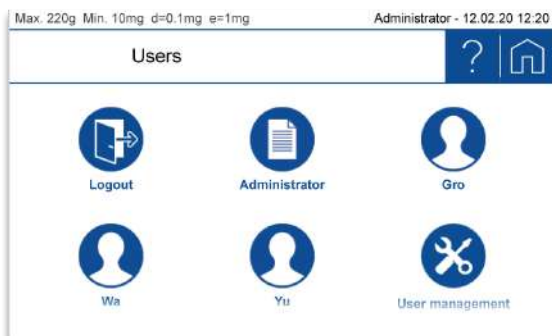 Max. 220g Min. 10mg d=0.1mg e=1mg Administrator - 12.02.20 12:20
Users ?
Logout Administrator Gro
Wa Yu User management